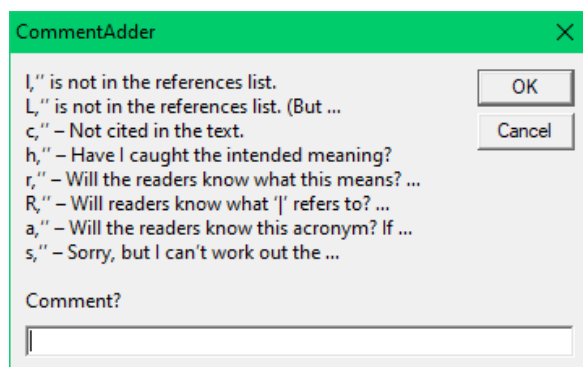 CommentAdder
l,’’ is not in the references list.
L,’’ is not in the references list. (But ...
c,’’ – Not cited in the text.
h,’’ – Have I caught the intended meaning?
r,’’ – Will the readers know what this means? ...
R,’’ – Will readers know what ‘|’ refers to? ...
a,’’ – Will the readers know this acronym? If ...
s,’’ – Sorry, but I can’t work out the ...
OK
Cancel
Comment?